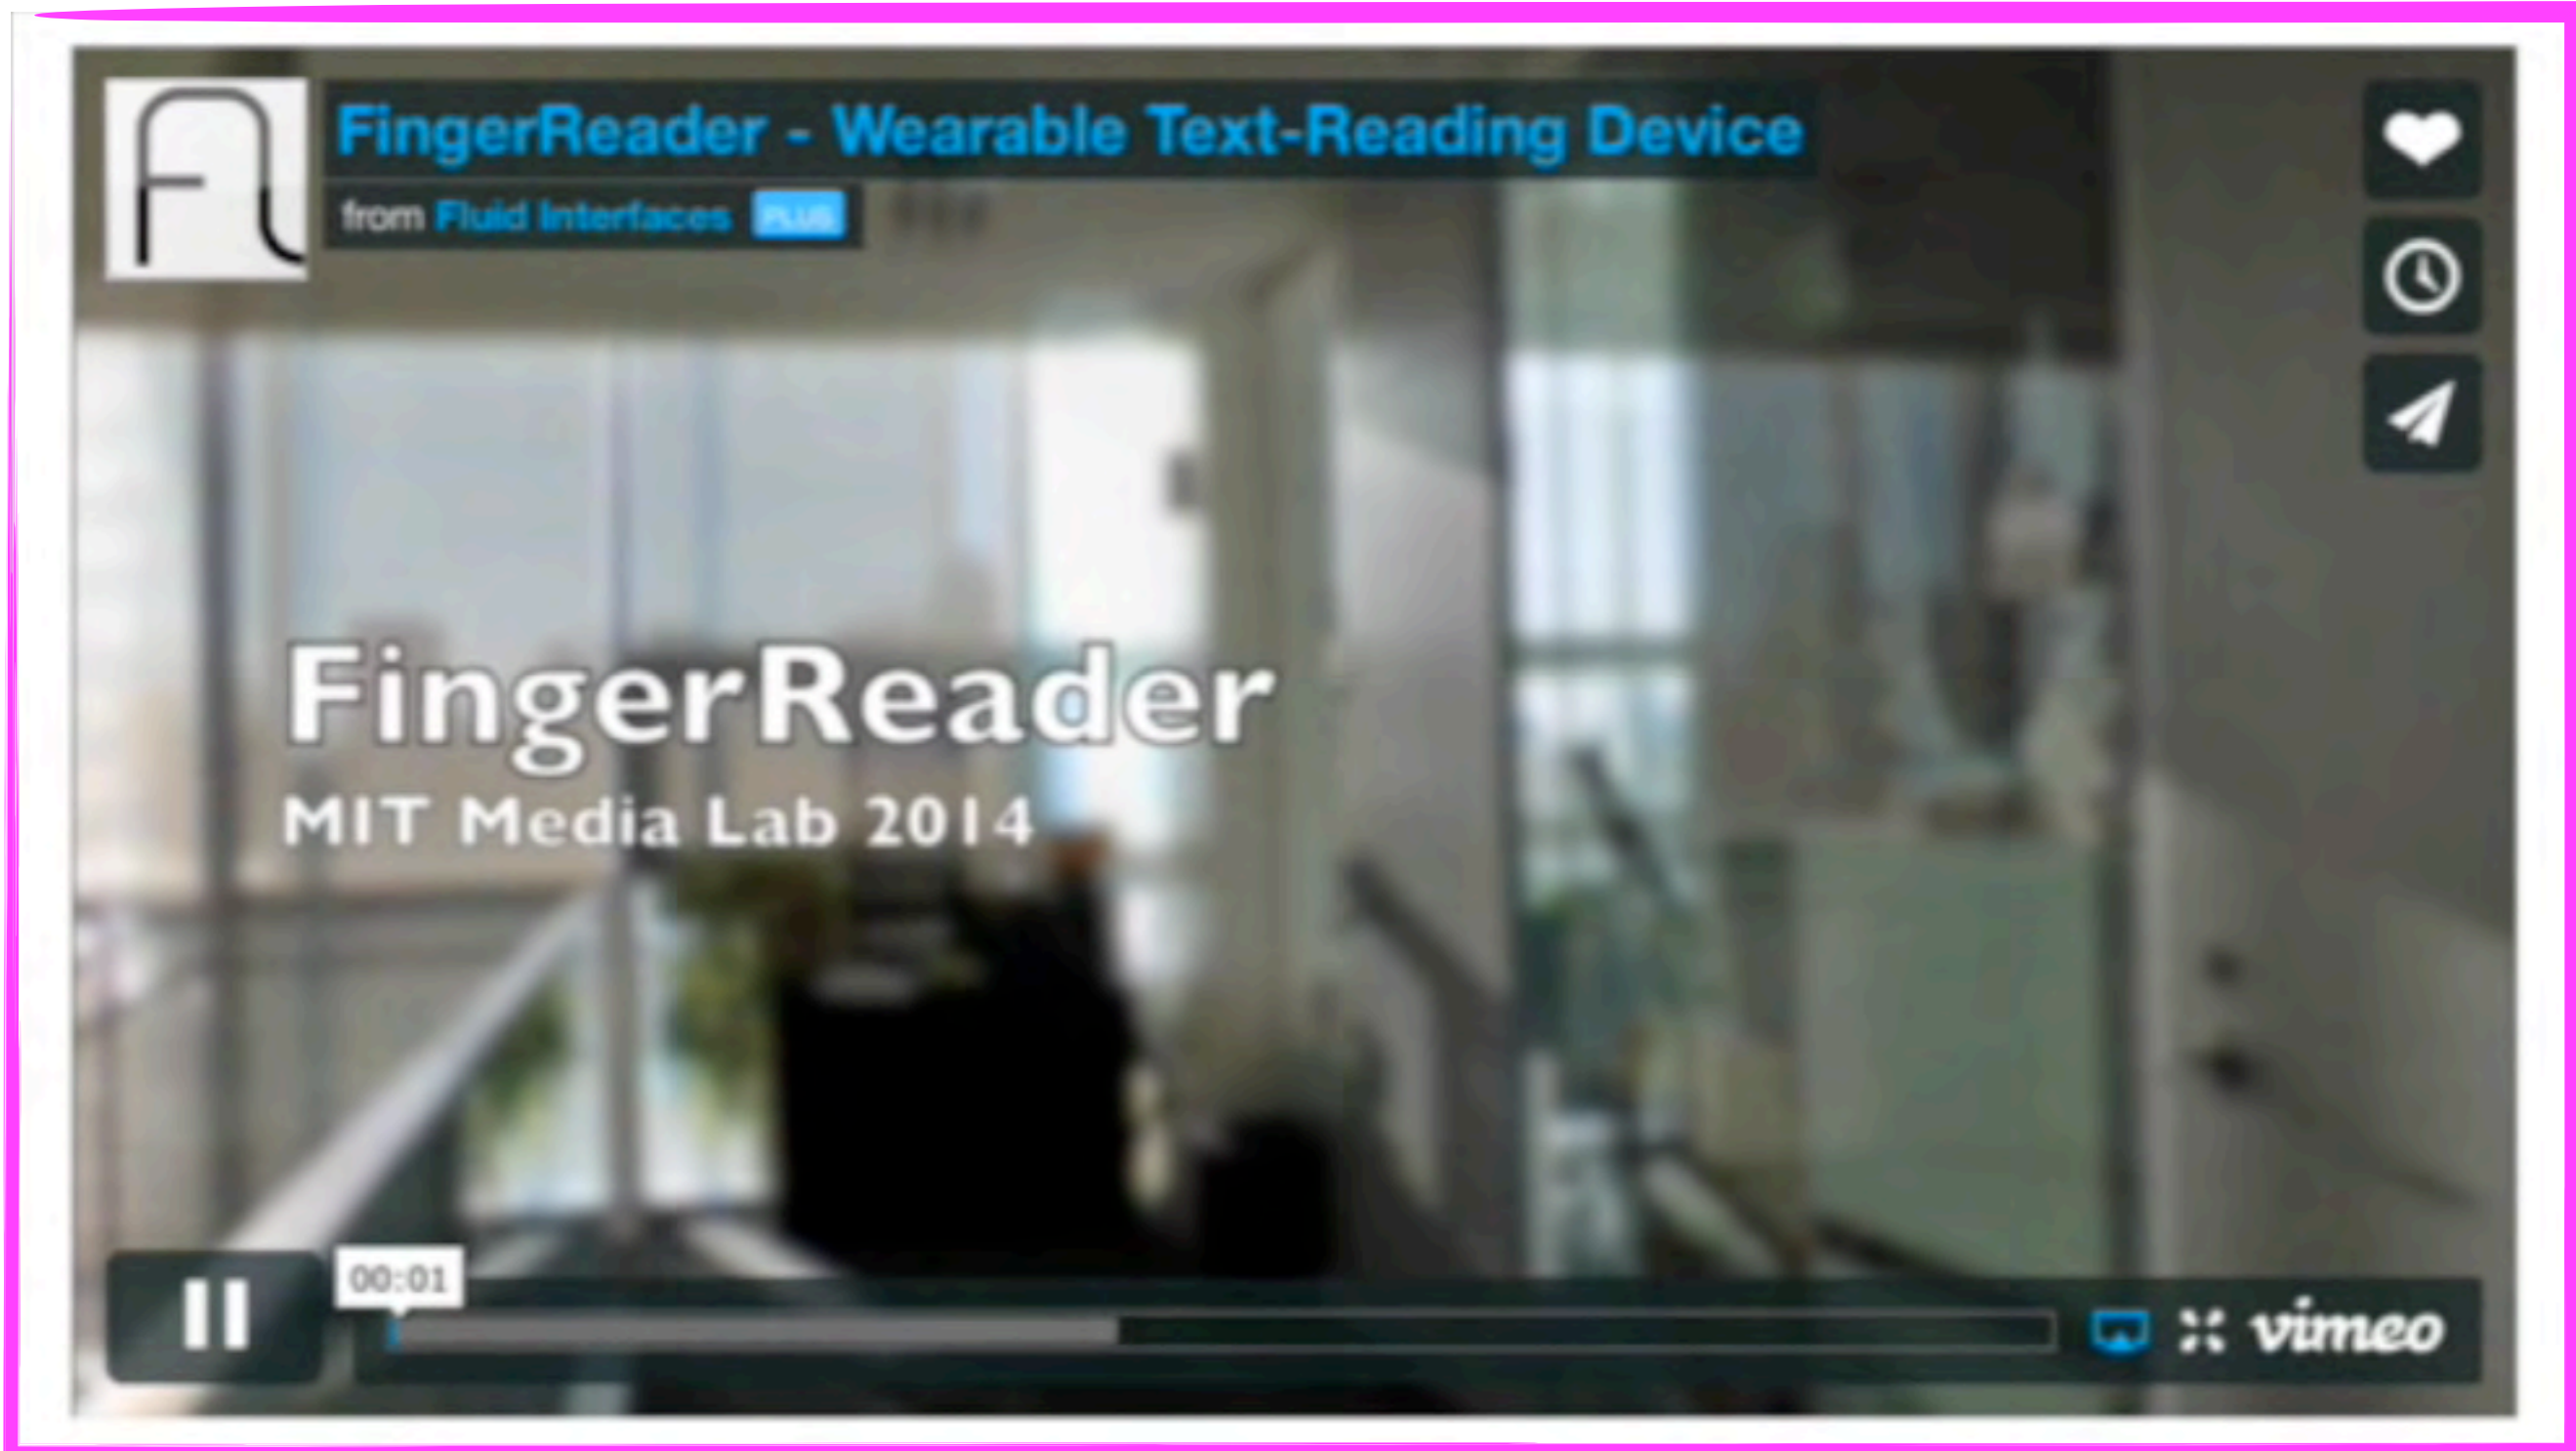 FingerReader - Wearable Text-Reading Device
from Fluid Interfaces PLUS
FingerReader
MIT Media Lab 2014
00:01
vimeo